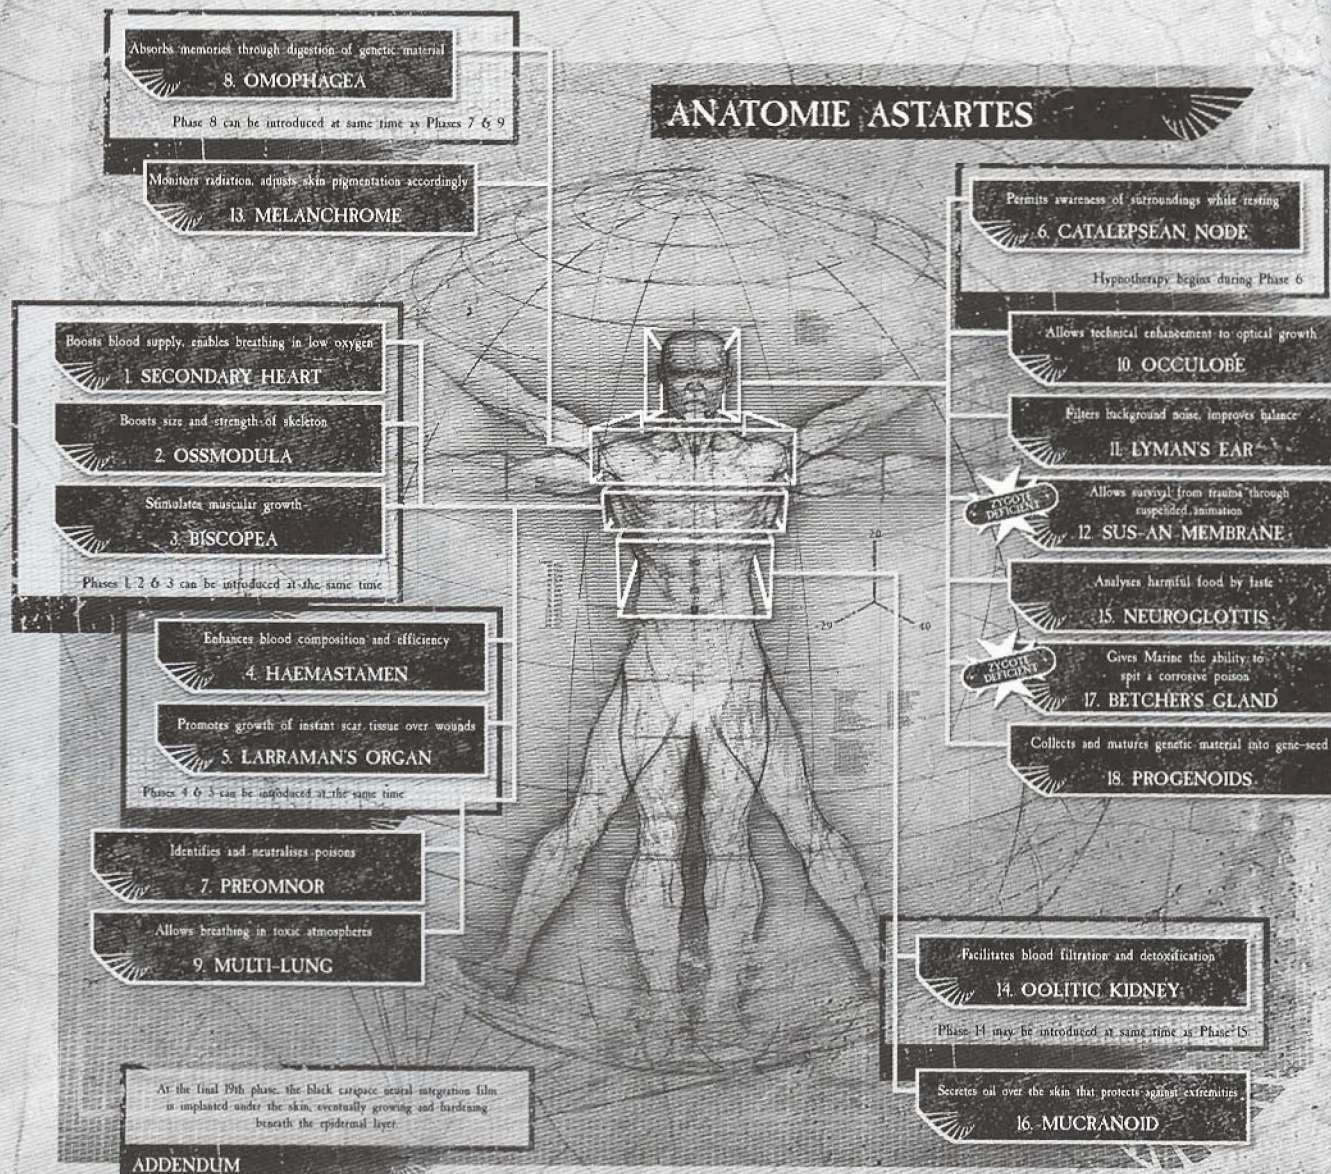 Absorbs memories through digestion of genetic material
8. OMOPHAGEA
Phase 8 can be introduced at same time as Phases 7 & 9
Monitors radiation, adjusts skin pigmentation accordingly
13. MELANCHROME
ANATOMIE ASTARTES
Permits awareness of surroundings while resting
6. CATALEPSEAN NODE
Hypnotherapy begins during Phase 6
Boosts blood supply, enables breathing in low oxygen
1. SECONDARY HEART
Boosts size and strength of skeleton
2. OSSMODULA
Stimulates muscular growth
3. BISCOPEA
Phases 1, 2 & 3 can be introduced at the same time
Enhances blood composition and efficiency
4. HAEMASTAMEN
Promotes growth of instant scar tissue over wounds
5. LARRAMAN'S ORGAN
Phases 4 & 5 can be introduced at the same time
Identifies and neutralises poisons
7. PREOMNOR
Allows breathing in toxic atmospheres
9. MULTI-LUNG
Allows technical enhancement to optical growth
10. OCCULOBE
Filters background noise, improves balance
11. LYMAN'S EAR
ZYGOTE
DEFICIENT
Allows survival from trauma through
suspended animation
12. SUS-AN MEMBRANE
Analyses harmful food by taste
15. NEUROGLOTTIS
ZYGOTE
DEFICIENT
Gives Marine the ability to
spit a corrosive poison
17. BETCHER'S GLAND
Collects and matures genetic material into gene-seed
18. PROGENOIDS
20
29
40
Facilitates blood filtration and detoxification
14. OOLITIC KIDNEY
Phase 14 may be introduced at same time as Phase 15
Secretes oil over the skin that protects against extremities
16. MUCRANOID
At the final 19th phase, the black carapace neural integration film
is implanted under the skin, eventually growing and hardening
beneath the epidermal layer.
ADDENDUM